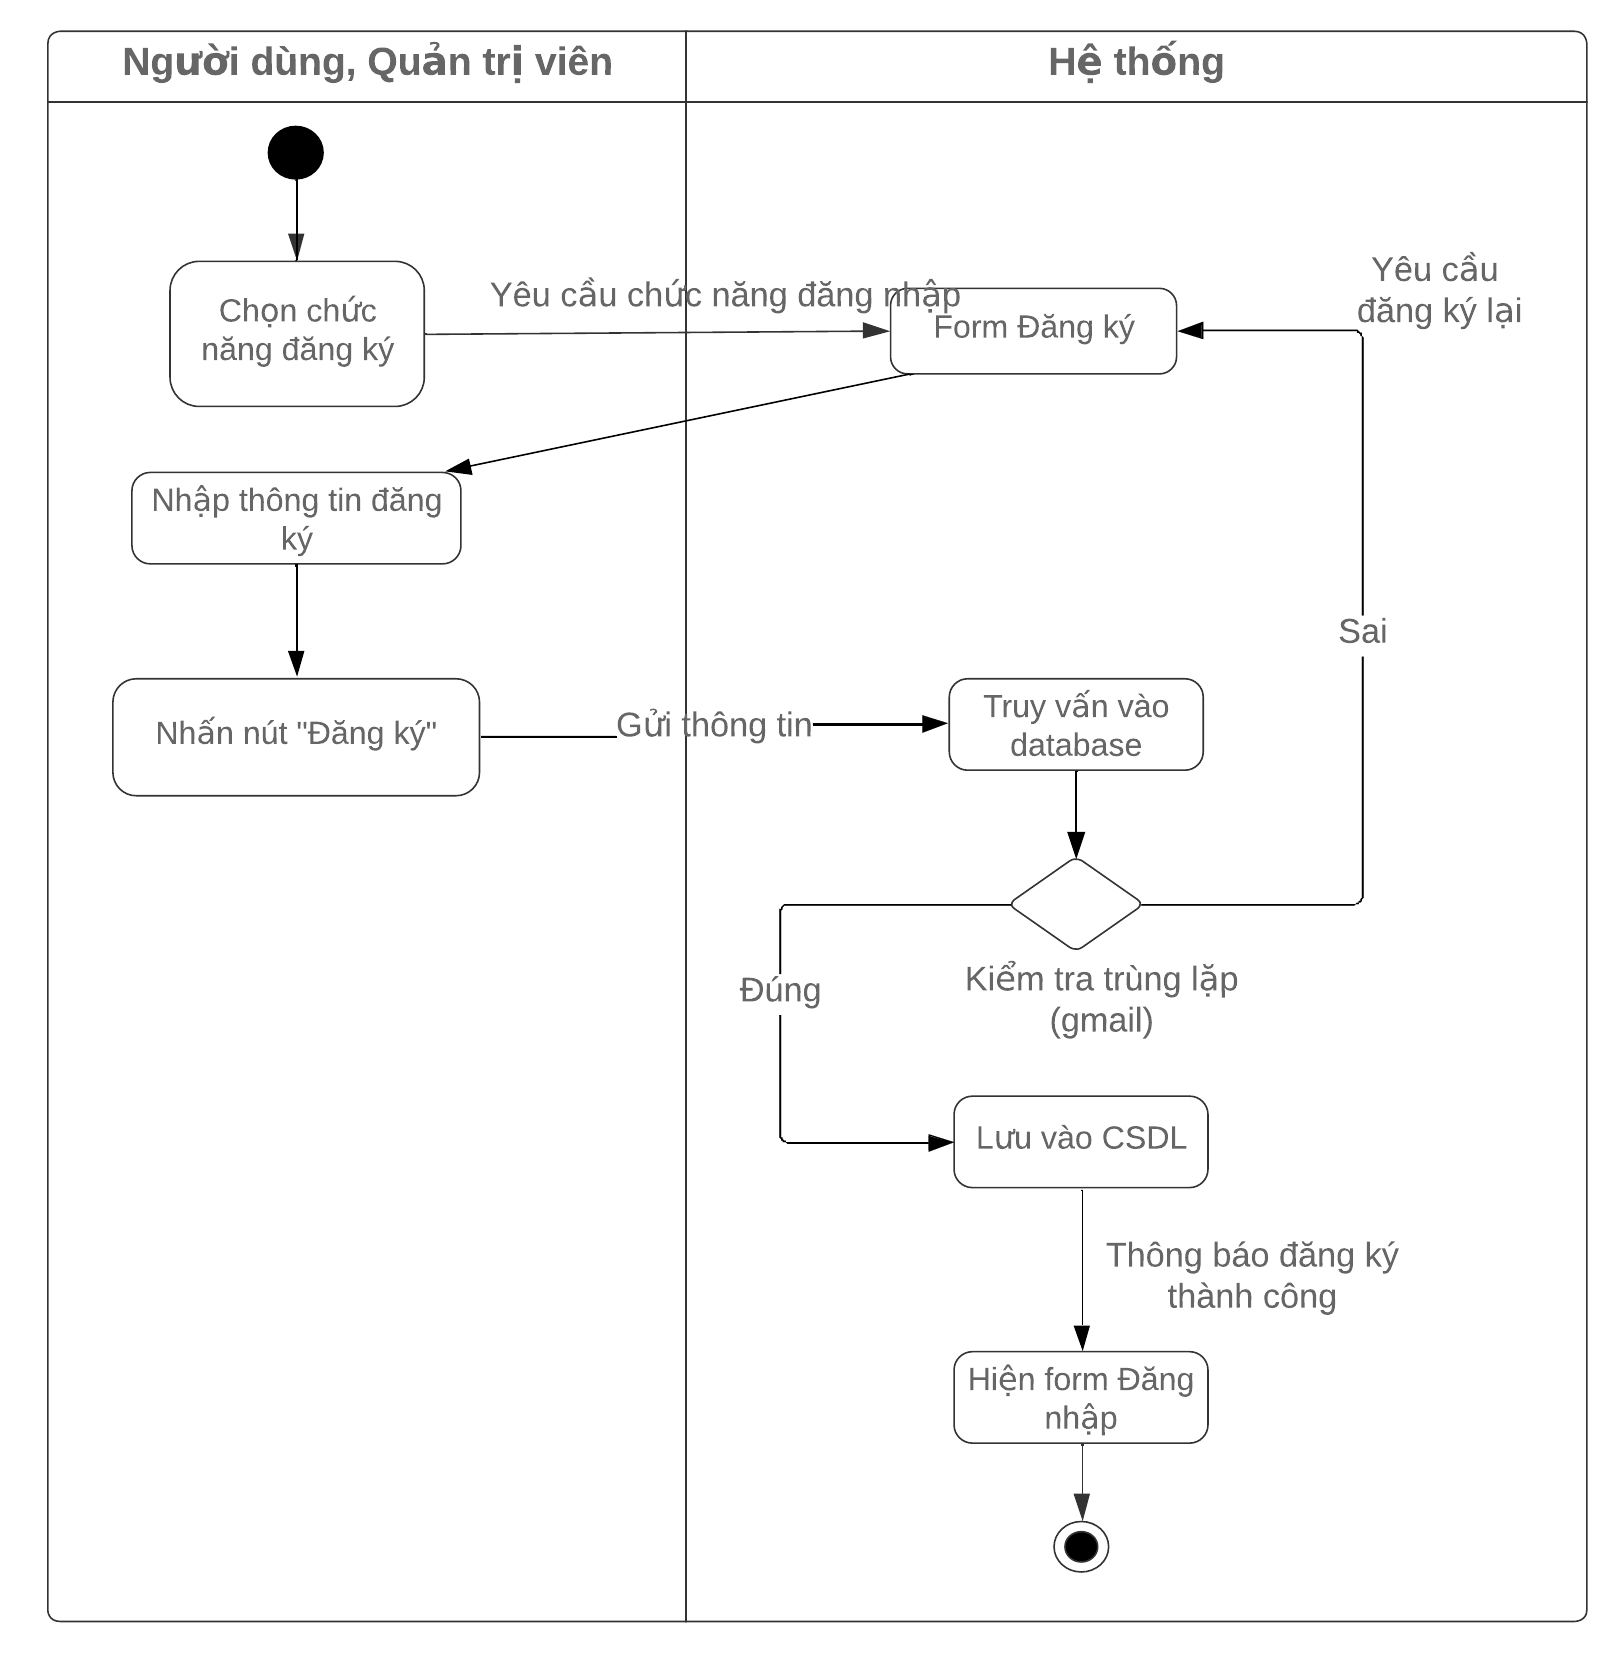 Người dùng, Quản trị viên
Hệ thống
Chọn chức
năng đăng ký
Yêu cầu chức năng đăng nhập
Form Đăng ký
Yêu cầu
đăng ký lại
Nhập thông tin đăng
ký
Sai
Nhấn nút "Đăng ký"
Gửi thông tin
Truy vấn vào
database
Đúng
Kiểm tra trùng lặp
(gmail)
Lưu vào CSDL
Thông báo đăng ký
thành công
Hiện form Đăng
nhập